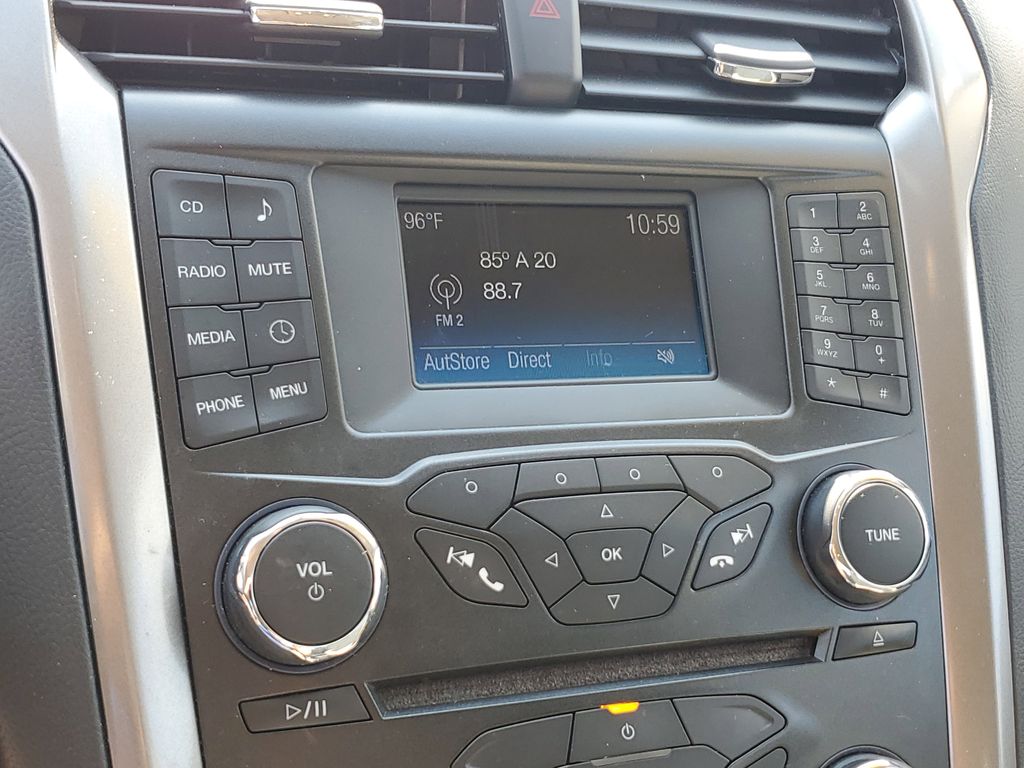 96°F 10:59
85º A 20
88.7
FM 2
AutStore Direct Info
CD
RADIO MUTE
MEDIA
PHONE MENU
1 2 ABC
3 DEF 4 GHI
5 JKL 6 MNO
7 PQRS 8 TUV
9 WXYZ 0 +
* #
VOL
OK
TUNE